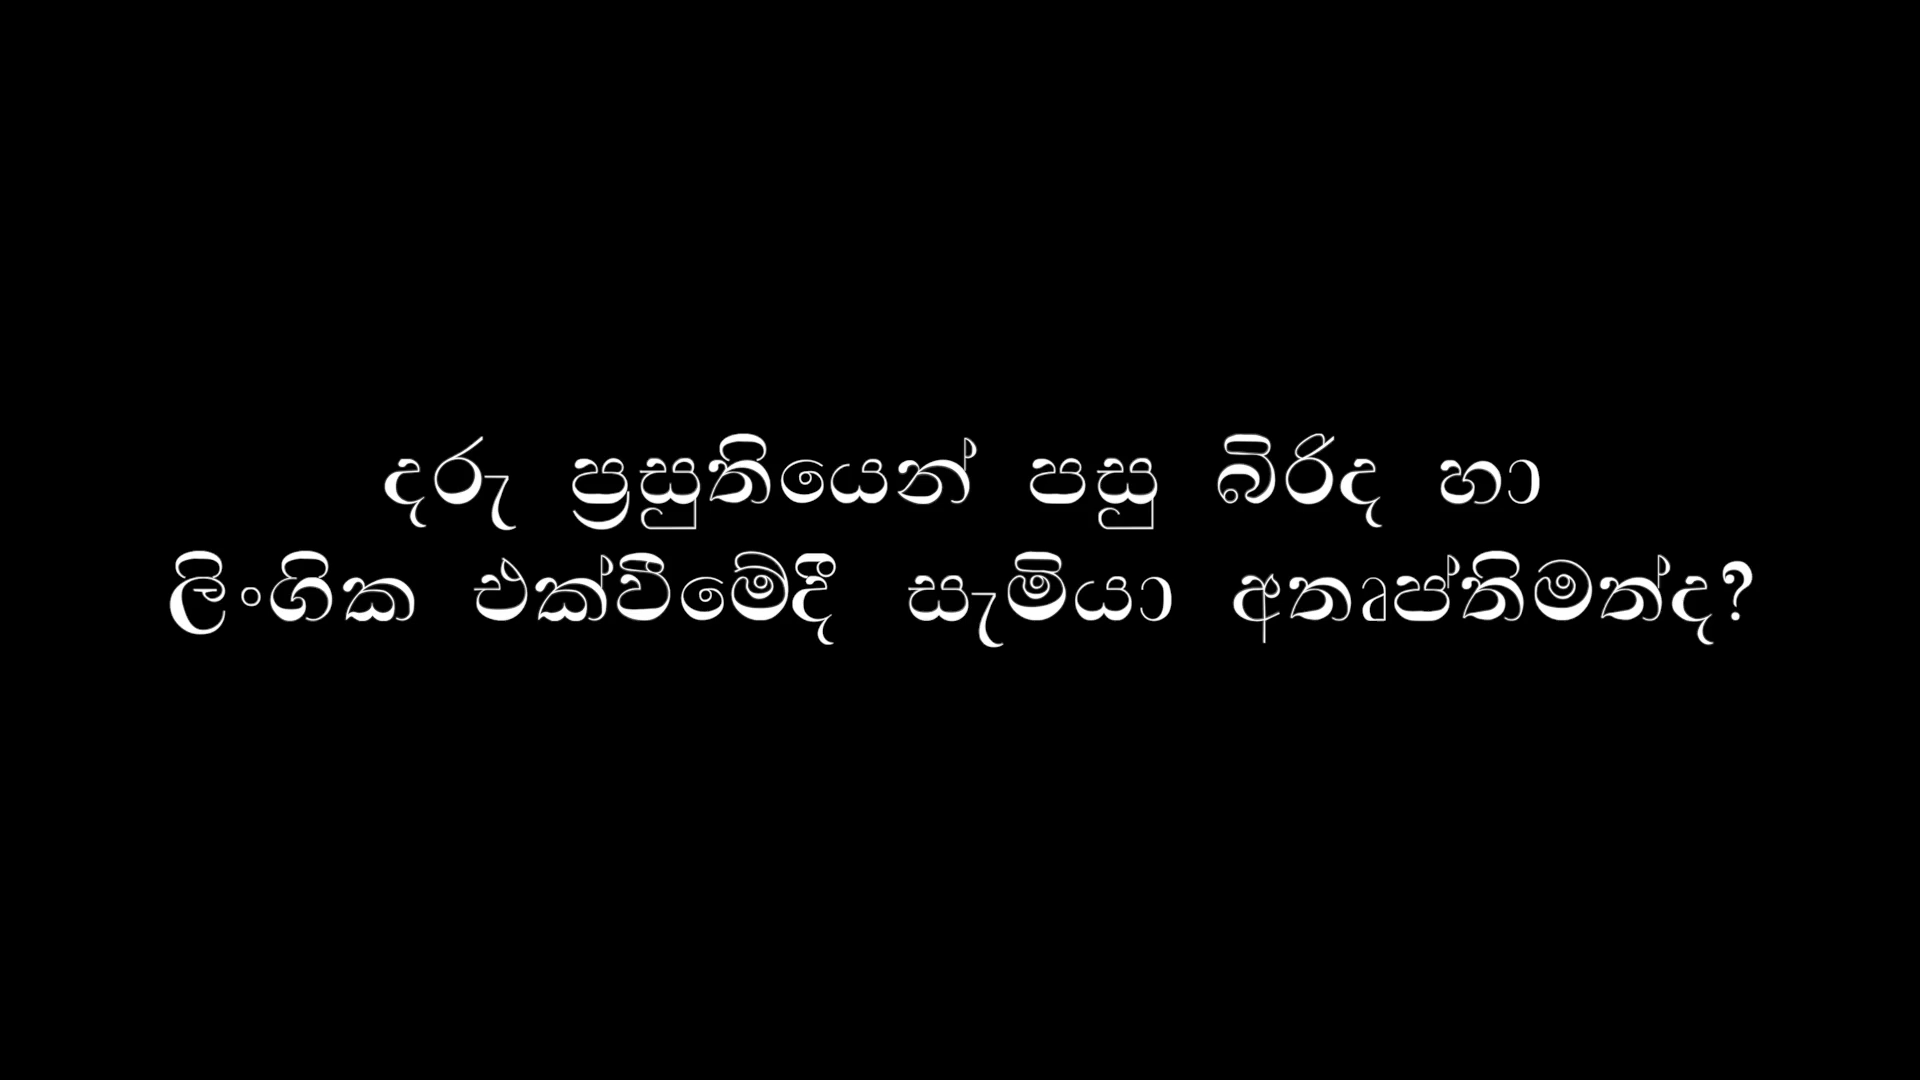 දරු ප්‍රසුතියෙන් පසු බිරිද හා
ලිංගික එක්වීමේදී සැමියා අතෘප්තිමත්ද?